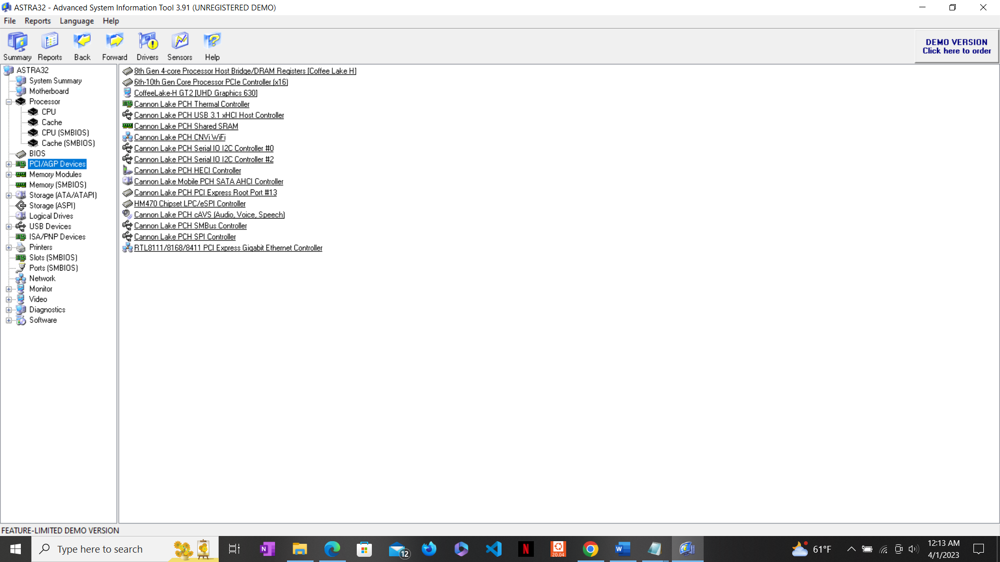 ASTRA32 - Advanced System Information Tool 3.91 (UNREGISTERED DEMO)
File Reports Language Help
Summary Reports Back Forward Drivers Sensors Help
DEMO VERSION
Click here to order
ASTRA32
System Summary
Motherboard
Processor
CPU
Cache
CPU (SMBIOS)
Cache (SMBIOS)
BIOS
PCI/AGP Devices
Memory Modules
Memory (SMBIOS)
Storage (ATA/ATAPI)
Storage (ASPI)
Logical Drives
USB Devices
ISA/PNP Devices
Printers
Slots (SMBIOS)
Ports (SMBIOS)
Network
Monitor
Video
Diagnostics
Software
8th Gen 4-core Processor Host Bridge/DRAM Registers [Coffee Lake H]
6th-10th Gen Core Processor PCIe Controller (x16)
CoffeeLake-H GT2 [UHD Graphics 630]
Cannon Lake PCH Thermal Controller
Cannon Lake PCH USB 3.1 xHCI Host Controller
Cannon Lake PCH Shared SRAM
Cannon Lake PCH CNVi WiFi
Cannon Lake PCH Serial IO I2C Controller #0
Cannon Lake PCH Serial IO I2C Controller #2
Cannon Lake PCH HECI Controller
Cannon Lake Mobile PCH SATA AHCI Controller
Cannon Lake PCH PCI Express Root Port #13
HM470 Chipset LPC/eSPI Controller
Cannon Lake PCH cAVS (Audio, Voice, Speech)
Cannon Lake PCH SMBus Controller
Cannon Lake PCH SPI Controller
RTL8111/8168/8411 PCI Express Gigabit Ethernet Controller
FEATURE-LIMITED DEMO VERSION
Type here to search
N
12
N
20.04
W
61°F
12:13 AM
4/1/2023